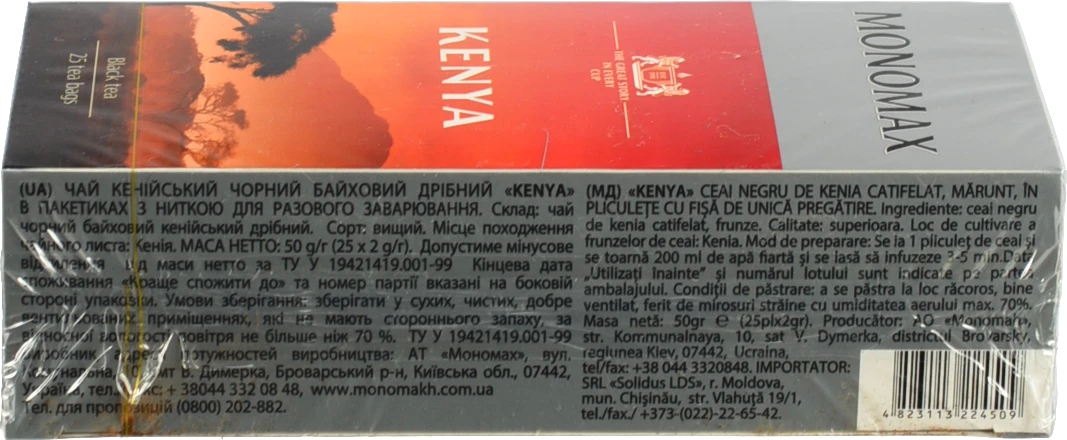 MONOMAX
THE GREAT STORY
IN EVERY
CUP
KENYA
Black tea
25 tea bags
(UA) ЧАЙ КЕНІЙСЬКИЙ ЧОРНИЙ БАЙХОВИЙ ДРІБНИЙ «KENYA»
В ПАКЕТИКАХ З НИТКОЮ ДЛЯ РАЗОВОГО ЗАВАРЮВАННЯ. Склад: чай
чорний байховий кенійський дрібний. Сорт: вищий. Місце походження
чайного листа: Кенія. МАСА НЕТТО: 50 g/г (25 x 2 g/г). Допустиме мінусове
відхилення від маси нетто за ТУ У 19421419.001-99 Кінцева дата
споживання «Краще спожити до» та номер партії вказані на боковій
стороні упаковки. Умови зберігання: зберігати у сухих, чистих, добре
вентильованих приміщеннях, які не мають стороннього запаху, за
відносної вологості повітря не більше ніж 70 %. ТУ У 19421419.001-99
Виробник адреса потужностей виробництва: АТ «Мономах», вул.
смт В. Димерка, Броварський р-н, Київська обл., 07442,
Україна, тел. + 38044 332 08 48, www.monomakh.com.ua
Тел. для пропозицій (0800) 202-882.
(МД) «KENYA» CEAI NEGRU DE KENIA CATIFELAT, MĂRUNT, ÎN
PLICULEȚE CU FIȘĂ DE UNICĂ PREGĂTIRE. Ingrediente: ceai negru
de kenia catifelat, frunze. Calitate: superioara. Loc de cultivare a
frunzelor de ceai: Kenia. Mod de preparare: Se ia 1 pliculeț de ceai și
se toarnă 200 ml de apă fiartă și se iasă să infuzeze 3-5 min.Data
„Utilizați înainte” și numărul lotului sunt indicate pe partea
ambalajului. Condiții de păstrare: a se păstra la loc răcoros, bine
ventilat, ferit de mirosuri străine cu umiditatea aerului max. 70%.
Masa netă: 50gr ℮ (25plx2gr). Producător: AO «Monomah»,
str. Kommunalnaya, 10, sat V. Dymerka, districtul Brovarsky,
regiunea Kiev, 07442, Ucraina,
tel/fax: +38 044 3320848. IMPORTATOR:
SRL «Solidus LDS», r. Moldova,
mun. Chișinău, str. Vlahuță 19/1,
tel./fax./ +373-(022)-22-65-42.
4 823113 224509